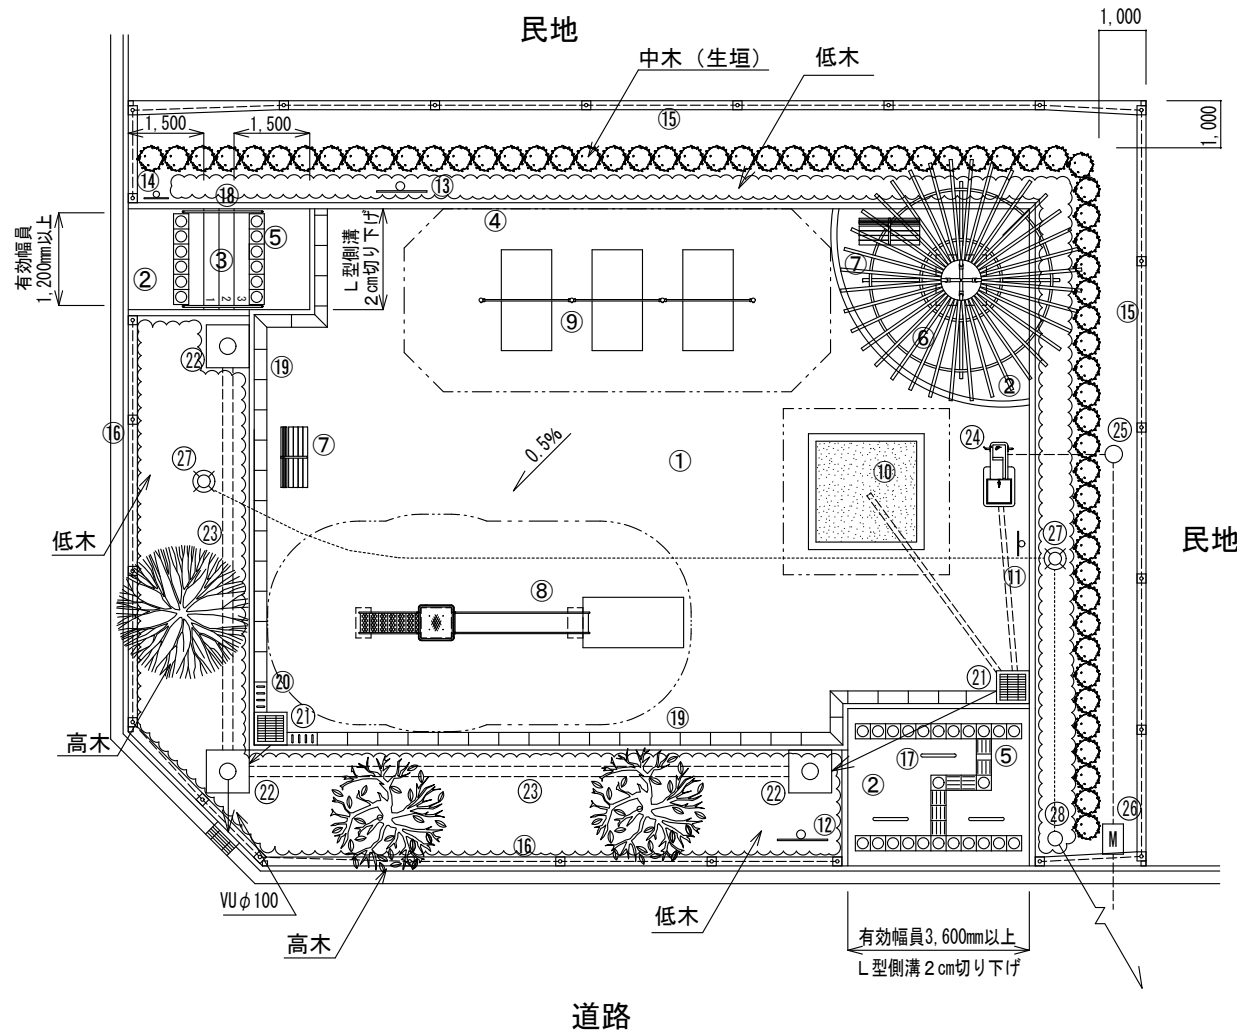 民地
1,000
中木（生垣）
低木
⑮
1,500
1,500
1,000
⑭
⑬
⑱
④
有効幅員
1,200mm以上
②
③
⑤
1
2
3
L型側溝
2cm切り下げ
⑦
⑨
⑥
⑮
㉒
⑲
②
⑯
⑦
0.5%
①
㉔
㉕
㉗
⑩
低木
㉓
㉗
民地
⑪
⑧
⑳
㉑
㉑
⑲
高木
⑰
⑤
㉒
㉓
㉒
②
⑫
㉘
㉖
⑯
M
VUφ100
高木
低木
有効幅員3,600mm以上
L型側溝2cm切り下げ
道路